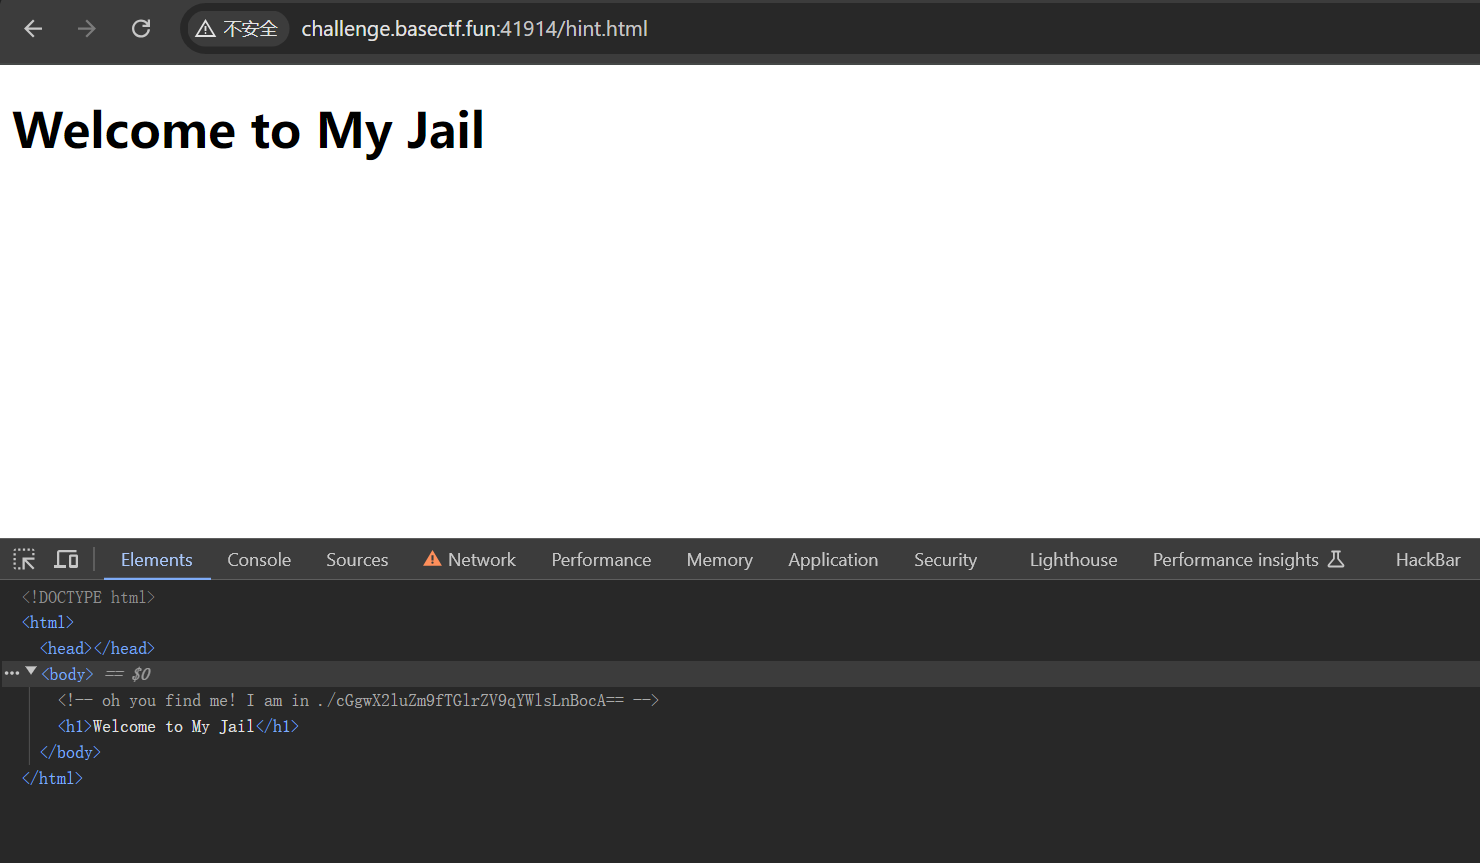 不安全 challenge.basectf.fun:41914/hint.html
Welcome to My Jail
Elements Console Sources Network Performance Memory Application Security Lighthouse Performance insights HackBar
<!DOCTYPE html>
<html>
<head></head>
<body> == $0
<!-- oh you find me! I am in ./cGgwX2luZm9fTGlrZV9qYWlsLnBocA== -->
<h1>Welcome to My Jail</h1>
</body>
</html>